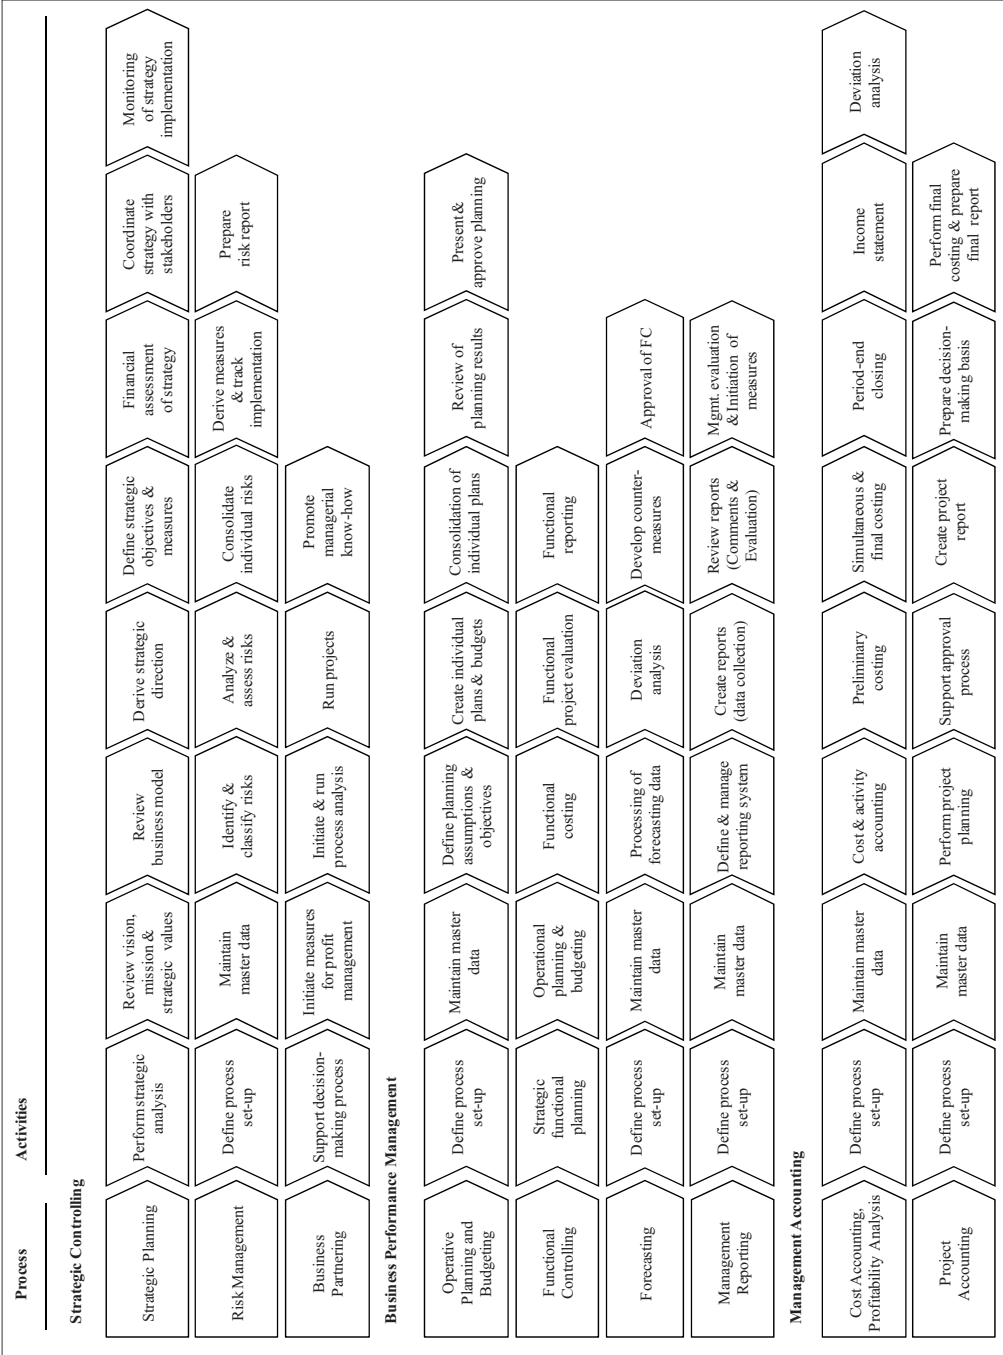 Process
Activities
Strategic Controlling
Strategic Planning
Perform strategic
analysis
Review vision,
mission &
strategic values
Review
business model
Derive strategic
direction
Define strategic
objectives &
measures
Financial
assessment
of strategy
Coordinate
strategy with
stakeholders
Monitoring
of strategy
implementation
Risk Management
Define process
set-up
Maintain
master data
Identify &
classify risks
Analyze &
assess risks
Consolidate
individual risks
Derive measures
& track
implementation
Prepare
risk report
Business
Partnering
Support decision-
making process
Initiate measures
for profit
management
Initiate & run
process analysis
Run projects
Promote
managerial
know-how
Business Performance Management
Operative
Planning and
Budgeting
Define process
set-up
Maintain master
data
Define planning
assumptions &
objectives
Create individual
plans & budgets
Consolidation of
individual plans
Review of
planning results
Present &
approve planning
Functional
Controlling
Strategic
functional
planning
Operational
planning &
budgeting
Functional
costing
Functional
project evaluation
Functional
reporting
Forecasting
Define process
set-up
Maintain master
data
Processing of
forecasting data
Deviation
analysis
Develop counter-
measures
Approval of FC
Management
Reporting
Define process
set-up
Maintain
master data
Define & manage
reporting system
Create reports
(data collection)
Review reports
(Comments &
Evaluation)
Mgmt. evaluation
& Initiation of
measures
Management Accounting
Cost Accounting,
Profitability Analysis
Define process
set-up
Maintain master
data
Cost & activity
accounting
Preliminary
costing
Simultaneous &
final costing
Period-end
closing
Income
statement
Deviation
analysis
Project
Accounting
Define process
set-up
Maintain
master data
Perform project
planning
Support approval
process
Create project
report
Prepare decision-
making basis
Perform final
costing & prepare
final report